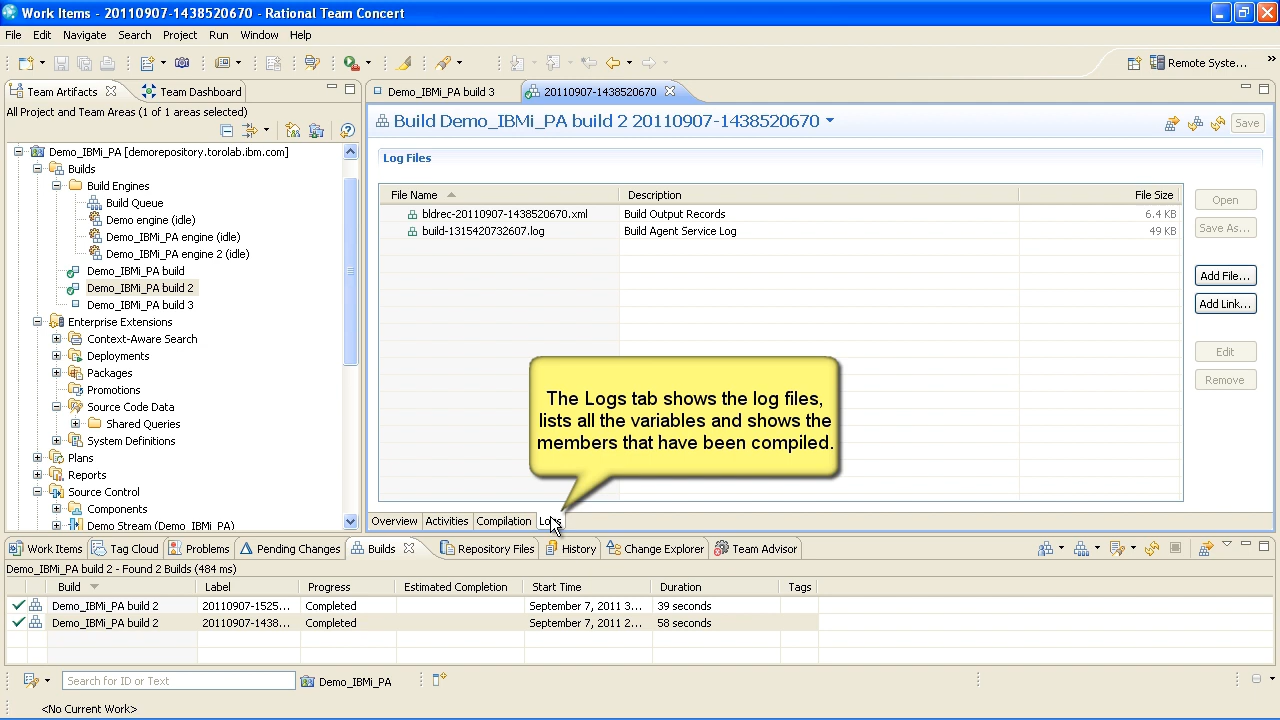 Work Items - 20110907-1438520670 - Rational Team Concert
File Edit Navigate Search Project Run Window Help
Remote Syste...
Team Artifacts
Team Dashboard
All Project and Team Areas (1 of 1 areas selected)
Demo_IBMi_PA [demorepository.torolab.ibm.com]
Builds
Build Engines
Build Queue
Demo engine (idle)
Demo_IBMi_PA engine (idle)
Demo_IBMi_PA engine 2 (idle)
Demo_IBMi_PA build
Demo_IBMi_PA build 2
Demo_IBMi_PA build 3
Enterprise Extensions
Context-Aware Search
Deployments
Packages
Promotions
Source Code Data
Shared Queries
System Definitions
Plans
Reports
Source Control
Components
Demo Stream (Demo_IBMi_PA)
Demo_IBMi_PA build 3
20110907-1438520670
Build Demo_IBMi_PA build 2 20110907-1438520670
Save
Log Files
File Name Description File Size
bldrec-20110907-1438520670.xml Build Output Records 6.4 KB
build-1315420732607.log Build Agent Service Log 49 KB
Open
Save As...
Add File...
Add Link...
Edit
Remove
The Logs tab shows the log files,
lists all the variables and shows the
members that have been compiled.
Overview Activities Compilation
Work Items Tag Cloud Problems Pending Changes Builds Repository Files History Change Explorer Team Advisor
Demo_IBMi_PA build 2 - Found 2 Builds (484 ms)
Build Label Progress Estimated Completion Start Time Duration Tags
Demo_IBMi_PA build 2 20110907-1525... Completed September 7, 2011 3... 39 seconds
Demo_IBMi_PA build 2 20110907-1438... Completed September 7, 2011 2... 58 seconds
Search for ID or Text
Demo_IBMi_PA
<No Current Work>